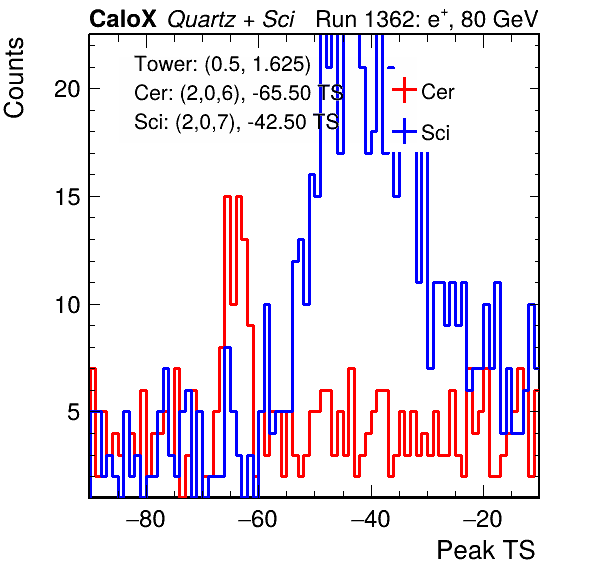 CaloX Quartz + Sci Run 1362: e⁺, 80 GeV
Counts
Tower: (0.5, 1.625)
Cer: (2,0,6), -65.50 TS
Sci: (2,0,7), -42.50 TS
Cer
Sci
20
15
10
5
−80 −60 −40 −20
Peak TS